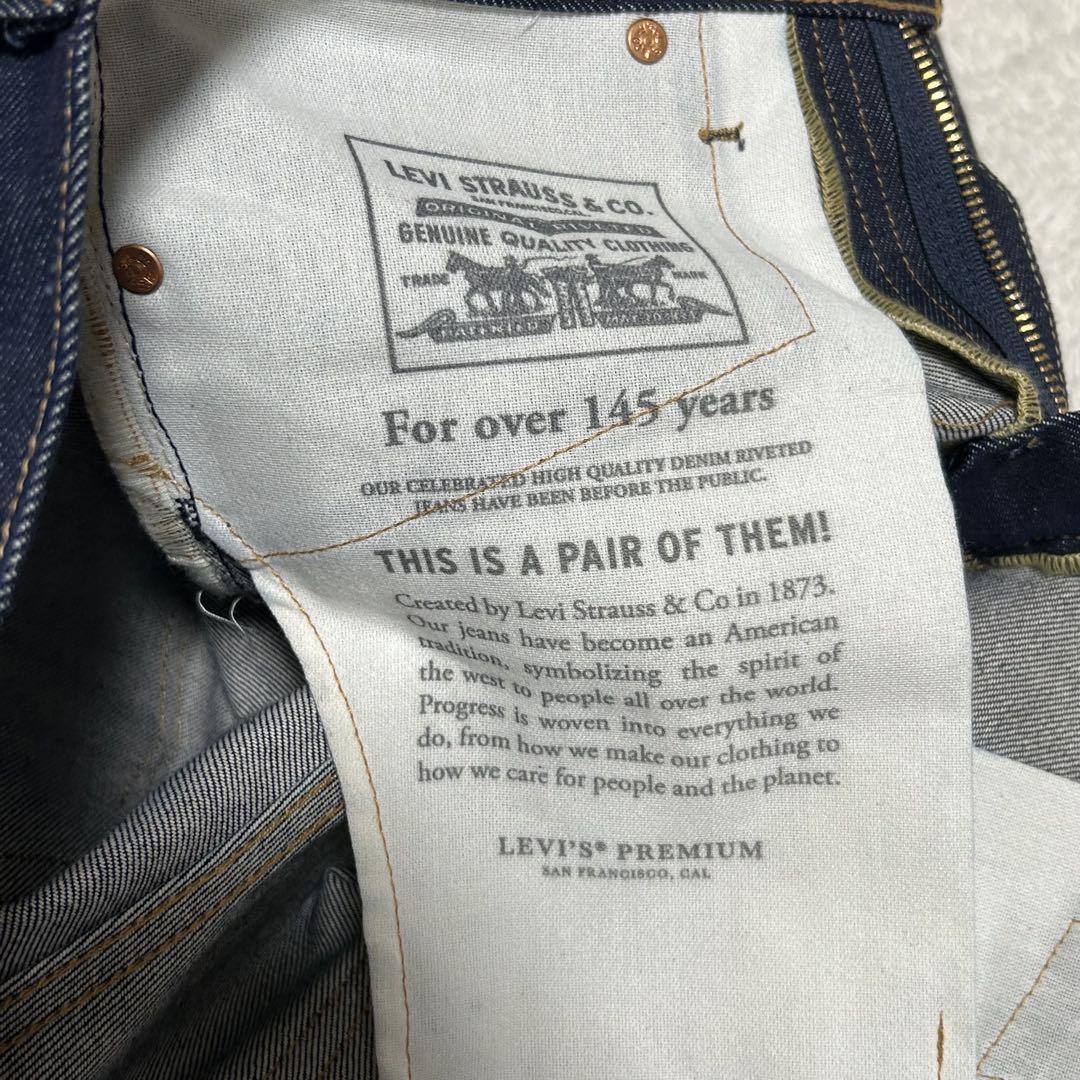 LEVI STRAUSS & CO.
SAN FRANCISCO, CAL.
ORIGINAL RIVETED
GENUINE QUALITY CLOTHING
TRADE MARK
For over 145 years
OUR CELEBRATED HIGH QUALITY DENIM RIVETED
JEANS HAVE BEEN BEFORE THE PUBLIC.
THIS IS A PAIR OF THEM!
Created by Levi Strauss & Co in 1873.
Our jeans have become an American
tradition, symbolizing the spirit of
the west to people all over the world.
Progress is woven into everything we
do, from how we make our clothing to
how we care for people and the planet.
LEVI'S® PREMIUM
SAN FRANCISCO, CAL